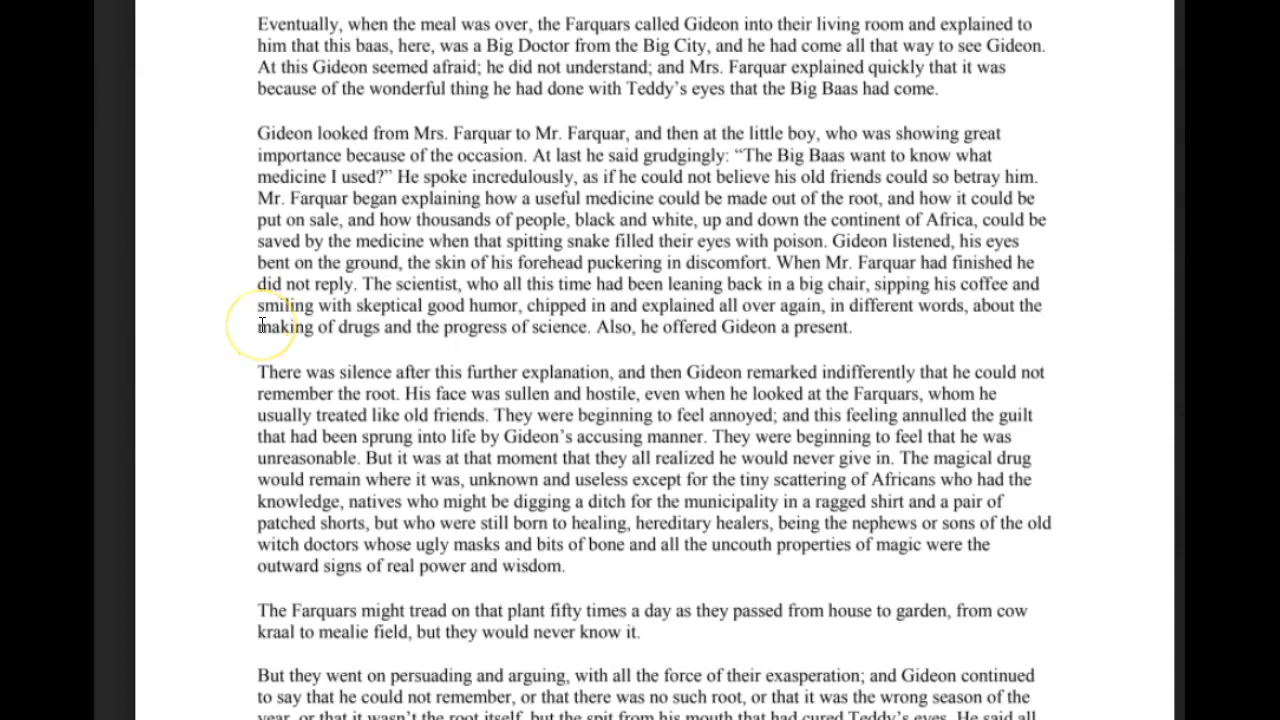 Eventually, when the meal was over, the Farquars called Gideon into their living room and explained to
him that this baas, here, was a Big Doctor from the Big City, and he had come all that way to see Gideon.
At this Gideon seemed afraid; he did not understand; and Mrs. Farquar explained quickly that it was
because of the wonderful thing he had done with Teddy’s eyes that the Big Baas had come.
Gideon looked from Mrs. Farquar to Mr. Farquar, and then at the little boy, who was showing great
importance because of the occasion. At last he said grudgingly: “The Big Baas want to know what
medicine I used?” He spoke incredulously, as if he could not believe his old friends could so betray him.
Mr. Farquar began explaining how a useful medicine could be made out of the root, and how it could be
put on sale, and how thousands of people, black and white, up and down the continent of Africa, could be
saved by the medicine when that spitting snake filled their eyes with poison. Gideon listened, his eyes
bent on the ground, the skin of his forehead puckering in discomfort. When Mr. Farquar had finished he
did not reply. The scientist, who all this time had been leaning back in a big chair, sipping his coffee and
smiling with skeptical good humor, chipped in and explained all over again, in different words, about the
making of drugs and the progress of science. Also, he offered Gideon a present.
There was silence after this further explanation, and then Gideon remarked indifferently that he could not
remember the root. His face was sullen and hostile, even when he looked at the Farquars, whom he
usually treated like old friends. They were beginning to feel annoyed; and this feeling annulled the guilt
that had been sprung into life by Gideon’s accusing manner. They were beginning to feel that he was
unreasonable. But it was at that moment that they all realized he would never give in. The magical drug
would remain where it was, unknown and useless except for the tiny scattering of Africans who had the
knowledge, natives who might be digging a ditch for the municipality in a ragged shirt and a pair of
patched shorts, but who were still born to healing, hereditary healers, being the nephews or sons of the old
witch doctors whose ugly masks and bits of bone and all the uncouth properties of magic were the
outward signs of real power and wisdom.
The Farquars might tread on that plant fifty times a day as they passed from house to garden, from cow
kraal to mealie field, but they would never know it.
But they went on persuading and arguing, with all the force of their exasperation; and Gideon continued
to say that he could not remember, or that there was no such root, or that it was the wrong season of the
year, or that it wasn’t the root itself, but the spit from his mouth that had cured Teddy’s eyes. He said all